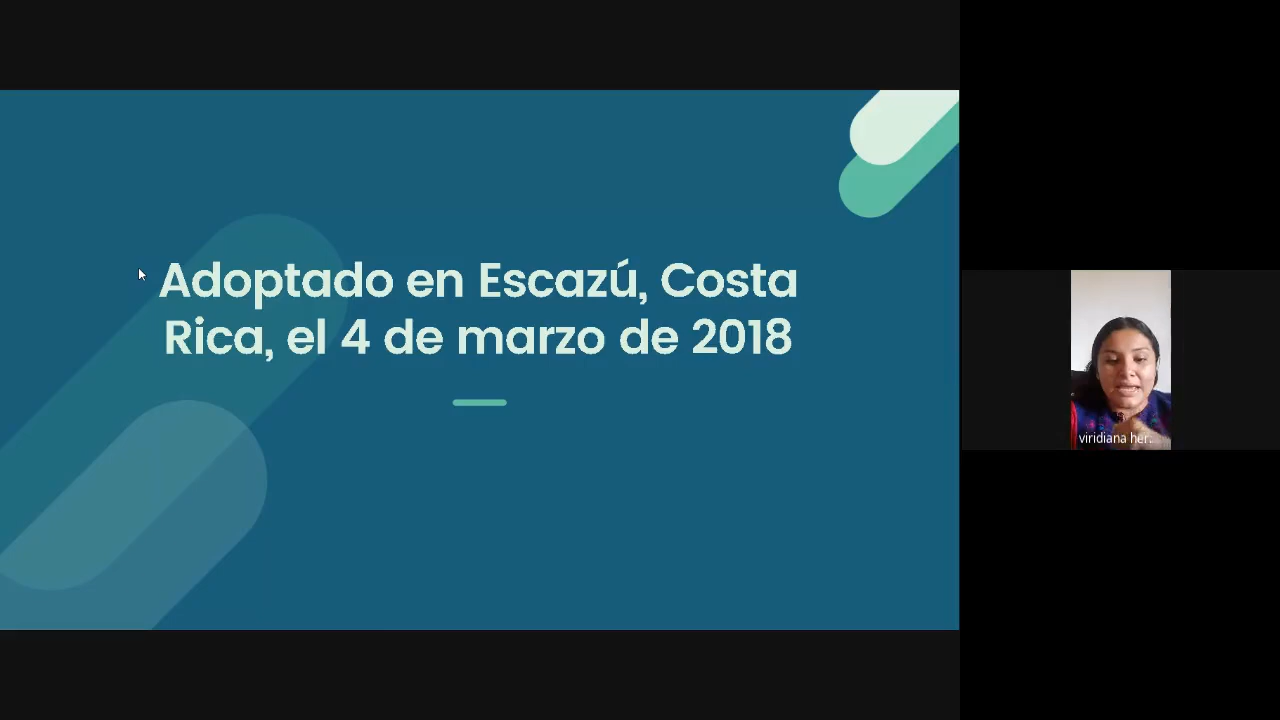 Adoptado en Escazú, Costa
Rica, el 4 de marzo de 2018
viridiana her.